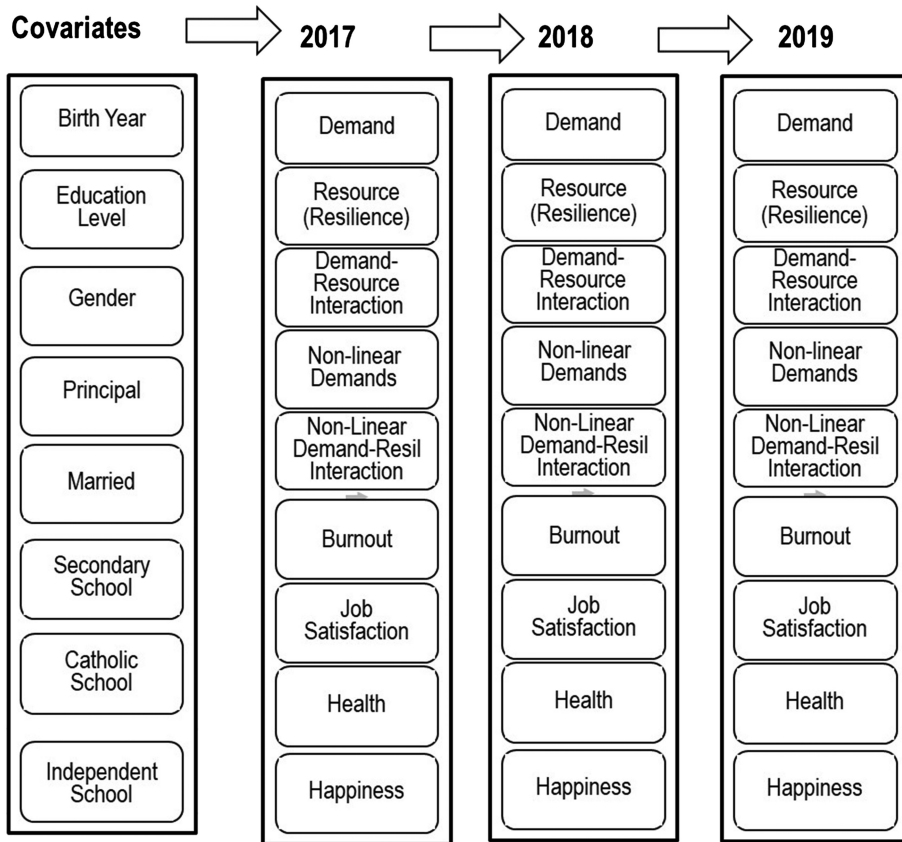 Covariates
2017
2018
2019
Birth Year
Education
Level
Gender
Principal
Married
Secondary
School
Catholic
School
Independent
School
Demand
Resource
(Resilience)
Demand-
Resource
Interaction
Non-linear
Demands
Non-Linear
Demand-Resil
Interaction
Burnout
Job
Satisfaction
Health
Happiness
Demand
Resource
(Resilience)
Demand-
Resource
Interaction
Non-linear
Demands
Non-Linear
Demand-Resil
Interaction
Burnout
Job
Satisfaction
Health
Happiness
Demand
Resource
(Resilience)
Demand-
Resource
Interaction
Non-linear
Demands
Non-Linear
Demand-Resil
Interaction
Burnout
Job
Satisfaction
Health
Happiness